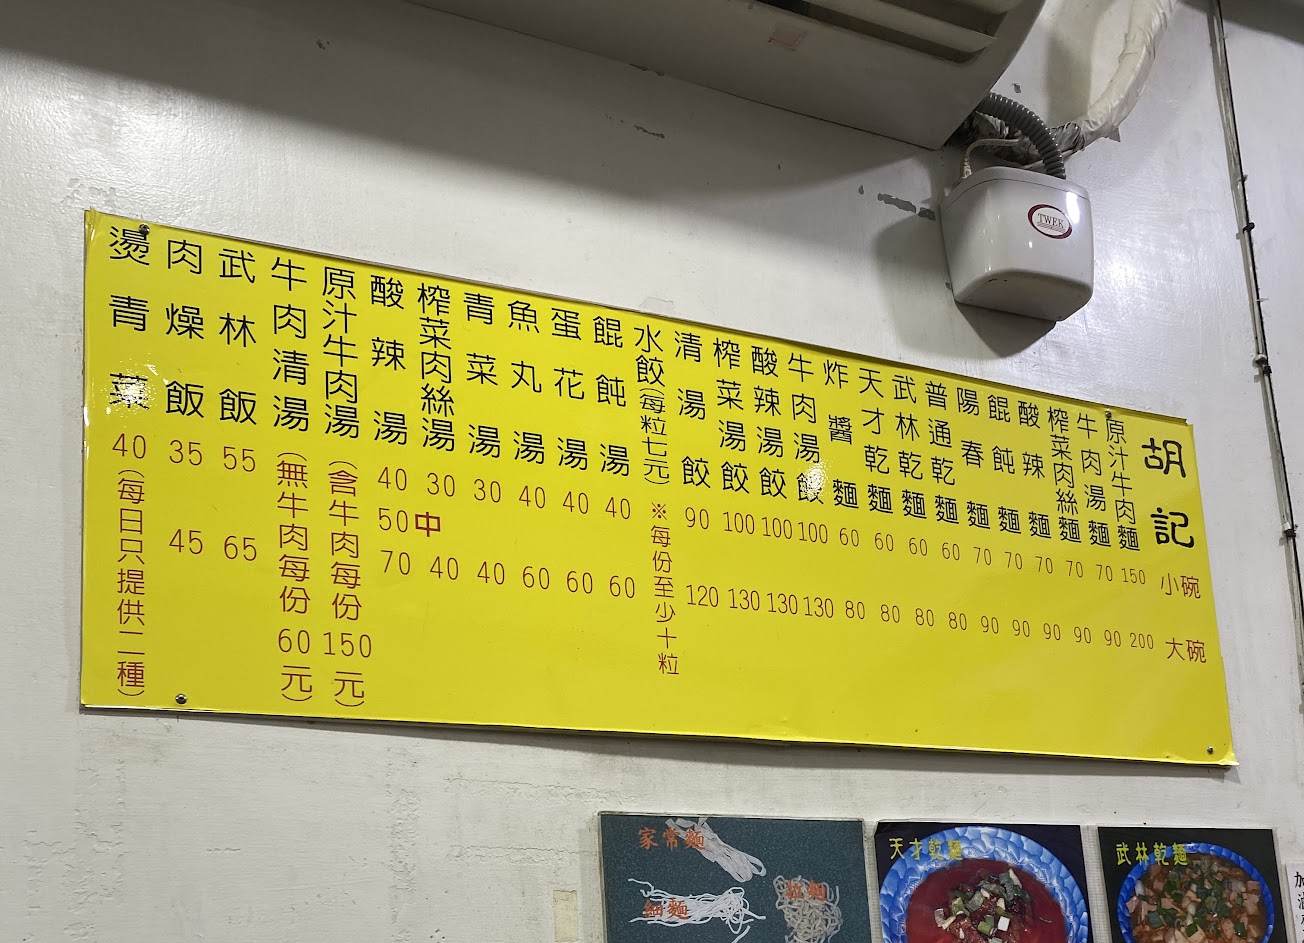 胡記
小碗
大碗
原汁牛肉麵 150 200
牛肉湯麵 70 90
榨菜肉絲麵 70 90
酸辣麵 70 90
餛飩麵 70 90
陽春麵 70 90
普通乾麵 60 80
武林乾麵 60 80
天才乾麵 60 80
炸醬麵 60 80
牛肉湯餃 100 130
酸辣湯餃 100 130
榨菜湯餃 100 130
清湯餃 90 120
水餃(每粒七元) ※每份至少十粒
餛飩湯 40 60
蛋花湯 40 60
魚丸湯 40 60
青菜湯 30 40
榨菜肉絲湯 30 40
酸辣湯 40 50中 70
原汁牛肉湯(含牛肉每份150元)
牛肉清湯(無牛肉每份60元)
武林飯 55 65
肉燥飯 35 45
燙青菜 40(每日只提供二種)
TWEK
家常麵
細麵
拉麵
天才乾麵
武林乾麵